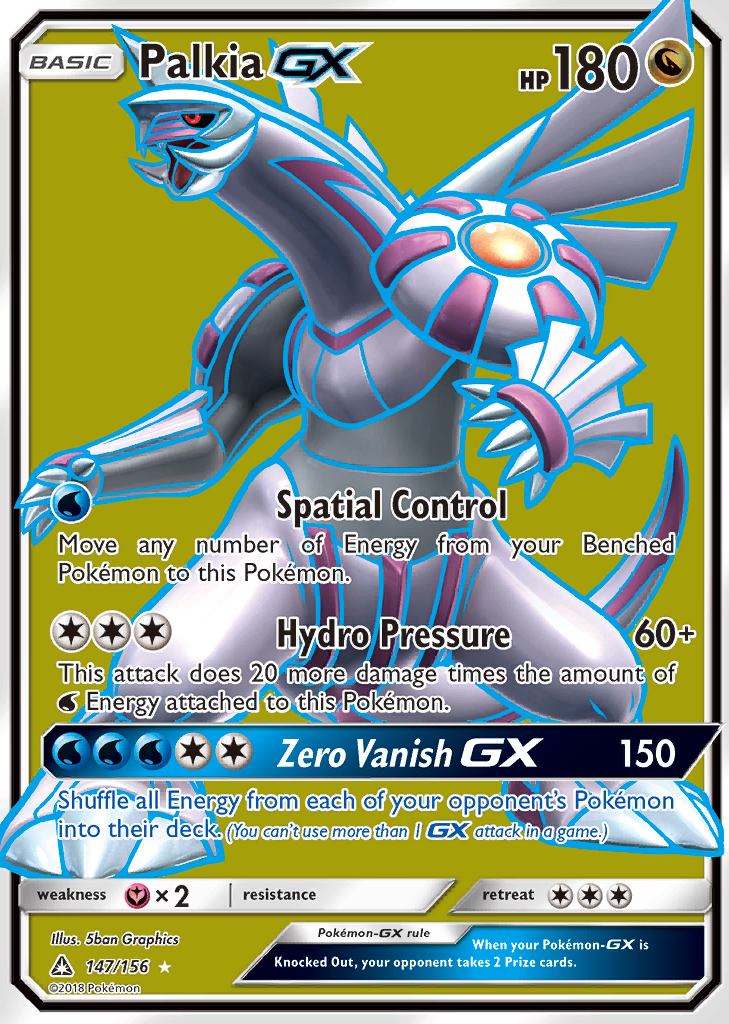 BASIC Palkia GX HP 180
Spatial Control
Move any number of Energy from your Benched
Pokémon to this Pokémon.
Hydro Pressure 60+
This attack does 20 more damage times the amount of
Energy attached to this Pokémon.
Zero Vanish GX 150
Shuffle all Energy from each of your opponent's Pokémon
into their deck. (You can't use more than 1 GX attack in a game.)
weakness ×2 resistance retreat
Illus. 5ban Graphics
147/156
©2018 Pokémon
Pokémon-GX rule
When your Pokémon-GX is
Knocked Out, your opponent takes 2 Prize cards.